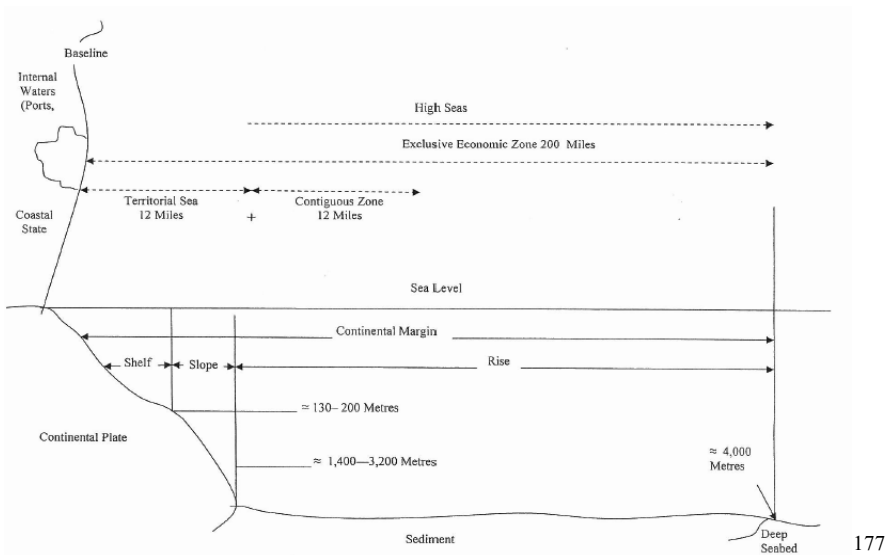 Baseline
Internal
Waters
(Ports,
High Seas
Exclusive Economic Zone 200 Miles
Territorial Sea
12 Miles
+
Contiguous Zone
12 Miles
Coastal
State
Sea Level
Continental Margin
Shelf
Slope
Rise
≈ 130– 200 Metres
Continental Plate
≈ 1,400—3,200 Metres
≈ 4,000
Metres
Sediment
Deep
Seabed
177